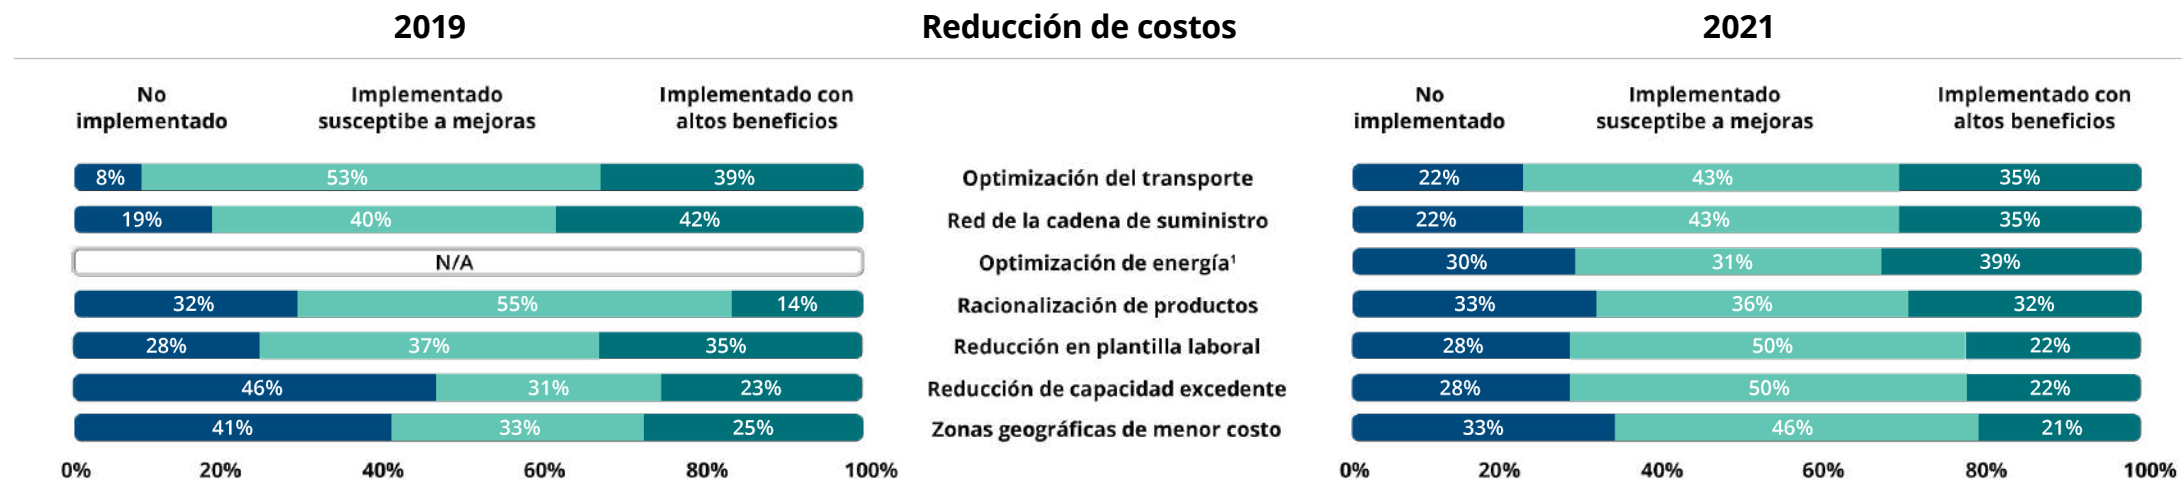 2019 Reducción de costos 2021
No Implementado Implementado con No Implementado Implementado con
implementado susceptibe a mejoras altos beneficios implementado susceptibe a mejoras altos beneficios
8% 53% 39% Optimización del transporte 22% 43% 35%
19% 40% 42% Red de la cadena de suministro 22% 43% 35%
N/A Optimización de energía¹ 30% 31% 39%
32% 55% 14% Racionalización de productos 33% 36% 32%
28% 37% 35% Reducción en plantilla laboral 28% 50% 22%
46% 31% 23% Reducción de capacidad excedente 28% 50% 22%
41% 33% 25% Zonas geográficas de menor costo 33% 46% 21%
0% 20% 40% 60% 80% 100% 0% 20% 40% 60% 80% 100%